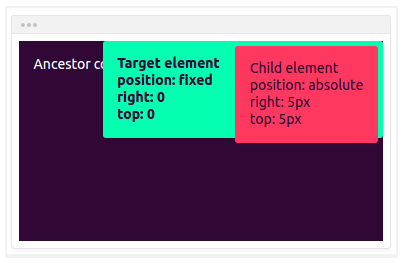 Ancestor co
Target element
position: fixed
right: 0
top: 0
Child element
position: absolute
right: 5px
top: 5px